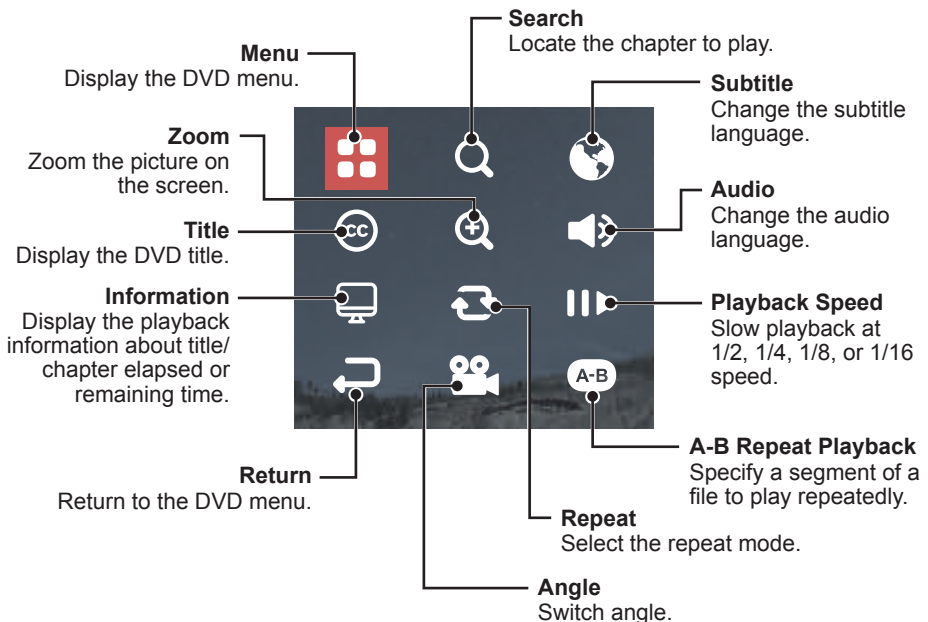 Search
Locate the chapter to play.
Menu
Display the DVD menu.
Subtitle
Change the subtitle
language.
Zoom
Zoom the picture on
the screen.
Audio
Change the audio
language.
Title
Display the DVD title.
CC
Information
Display the playback
information about title/
chapter elapsed or
remaining time.
Playback Speed
Slow playback at
1/2, 1/4, 1/8, or 1/16
speed.
A-B
A-B Repeat Playback
Specify a segment of a
file to play repeatedly.
Return
Return to the DVD menu.
Repeat
Select the repeat mode.
Angle
Switch angle.